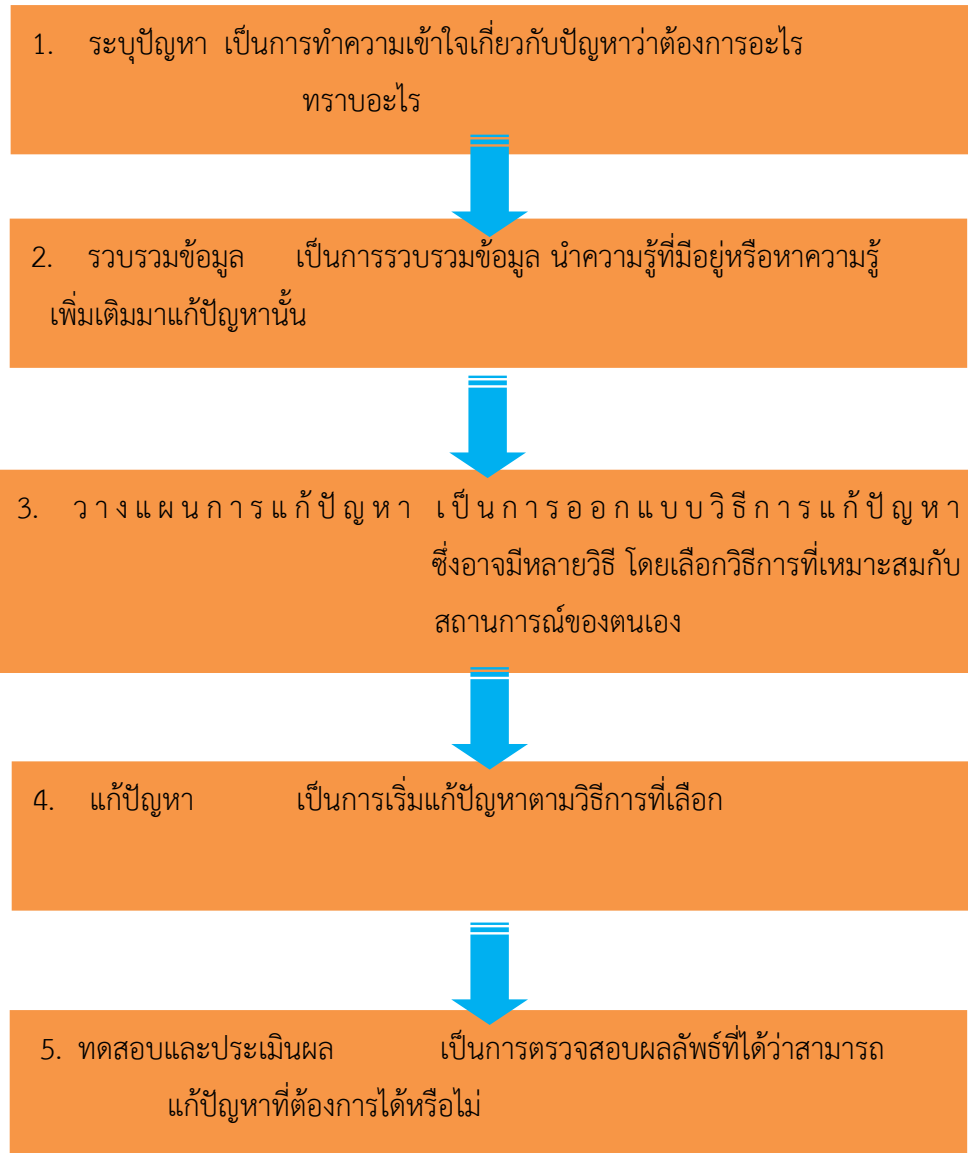 1. ระบุปัญหา เป็นการทำความเข้าใจเกี่ยวกับปัญหาว่าต้องการอะไร
ทราบอะไร
2. รวบรวมข้อมูล เป็นการรวบรวมข้อมูล นำความรู้ที่มีอยู่หรือหาความรู้
เพิ่มเติมมาแก้ปัญหานั้น
3. วางแผนการแก้ปัญหา เป็นการออกแบบวิธีการแก้ปัญหา
ซึ่งอาจมีหลายวิธี โดยเลือกวิธีการที่เหมาะสมกับ
สถานการณ์ของตนเอง
4. แก้ปัญหา เป็นการเริ่มแก้ปัญหาตามวิธีการที่เลือก
5. ทดสอบและประเมินผล เป็นการตรวจสอบผลลัพธ์ที่ได้ว่าสามารถ
แก้ปัญหาที่ต้องการได้หรือไม่